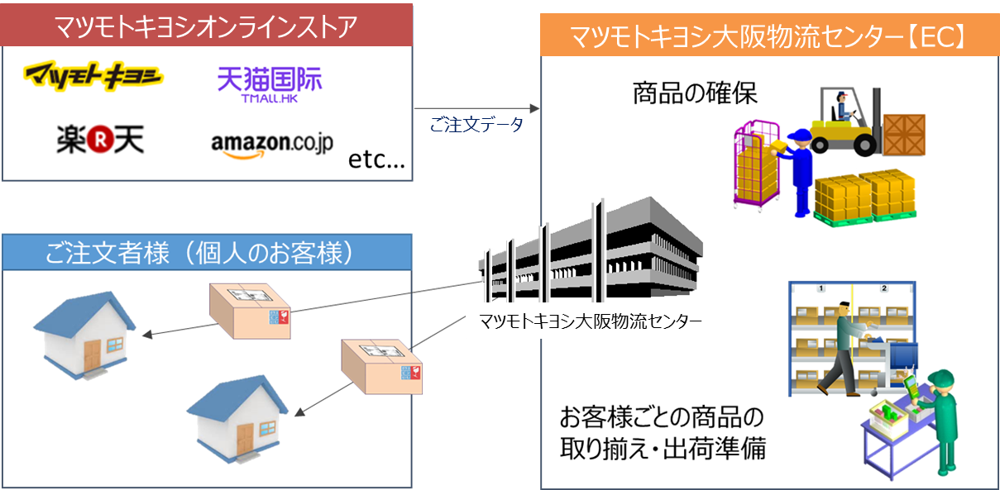 マツモトキヨシオンラインストア
マツモトキヨシ
天猫国际
TMALL.HK
楽R天
amazon.co.jp
etc...
ご注文データ
マツモトキヨシ大阪物流センター【EC】
商品の確保
1 2
お客様ごとの商品の
取り揃え・出荷準備
マツモトキヨシ大阪物流センター
ご注文者様（個人のお客様）